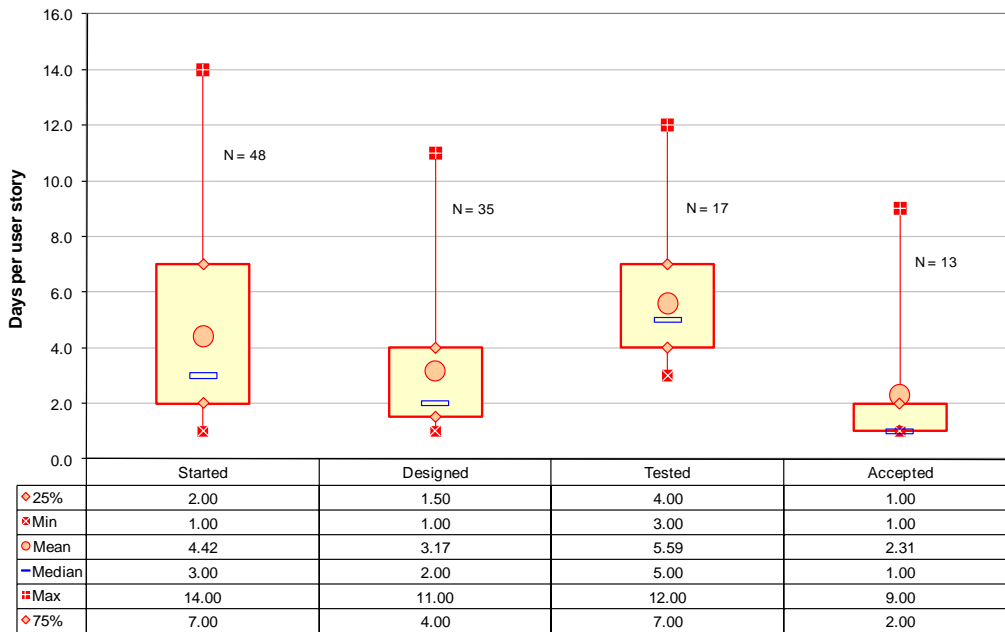 16.0
14.0
12.0
10.0
8.0
6.0
4.0
2.0
0.0
Days per user story
N = 48
N = 35
N = 17
N = 13
Started Designed Tested Accepted
25% 2.00 1.50 4.00 1.00
Min 1.00 1.00 3.00 1.00
Mean 4.42 3.17 5.59 2.31
Median 3.00 2.00 5.00 1.00
Max 14.00 11.00 12.00 9.00
75% 7.00 4.00 7.00 2.00